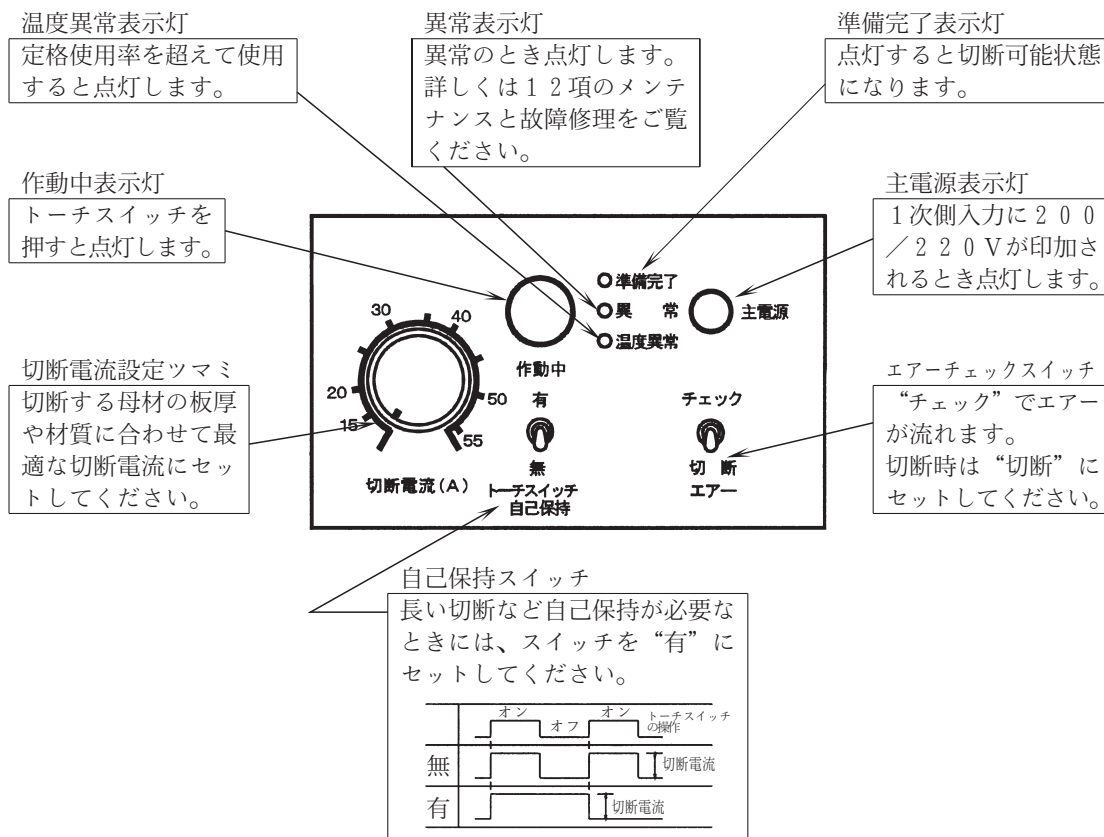 温度異常表示灯
定格使用率を超えて使用
すると点灯します。
異常表示灯
異常のとき点灯します。
詳しくは１２項のメンテ
ナンスと故障修理をご覧
ください。
準備完了表示灯
点灯すると切断可能状態
になります。
作動中表示灯
トーチスイッチを
押すと点灯します。
主電源表示灯
１次側入力に２００
／２２０Ｖが印加さ
れるとき点灯します。
切断電流設定ツマミ
切断する母材の板厚
や材質に合わせて最
適な切断電流にセッ
トしてください。
エアーチェックスイッチ
“チェック”でエアー
が流れます。
切断時は“切断”に
セットしてください。
準備完了
異　常
温度異常
主電源
作動中
15
20
30
40
50
55
切断電流(A)
有
無
トーチスイッチ
自己保持
チェック
切　断
エアー
自己保持スイッチ
長い切断など自己保持が必要な
ときには、スイッチを“有”に
セットしてください。
オン
オフ
オン
トーチスイッチ
の操作
無
切断電流
有
切断電流